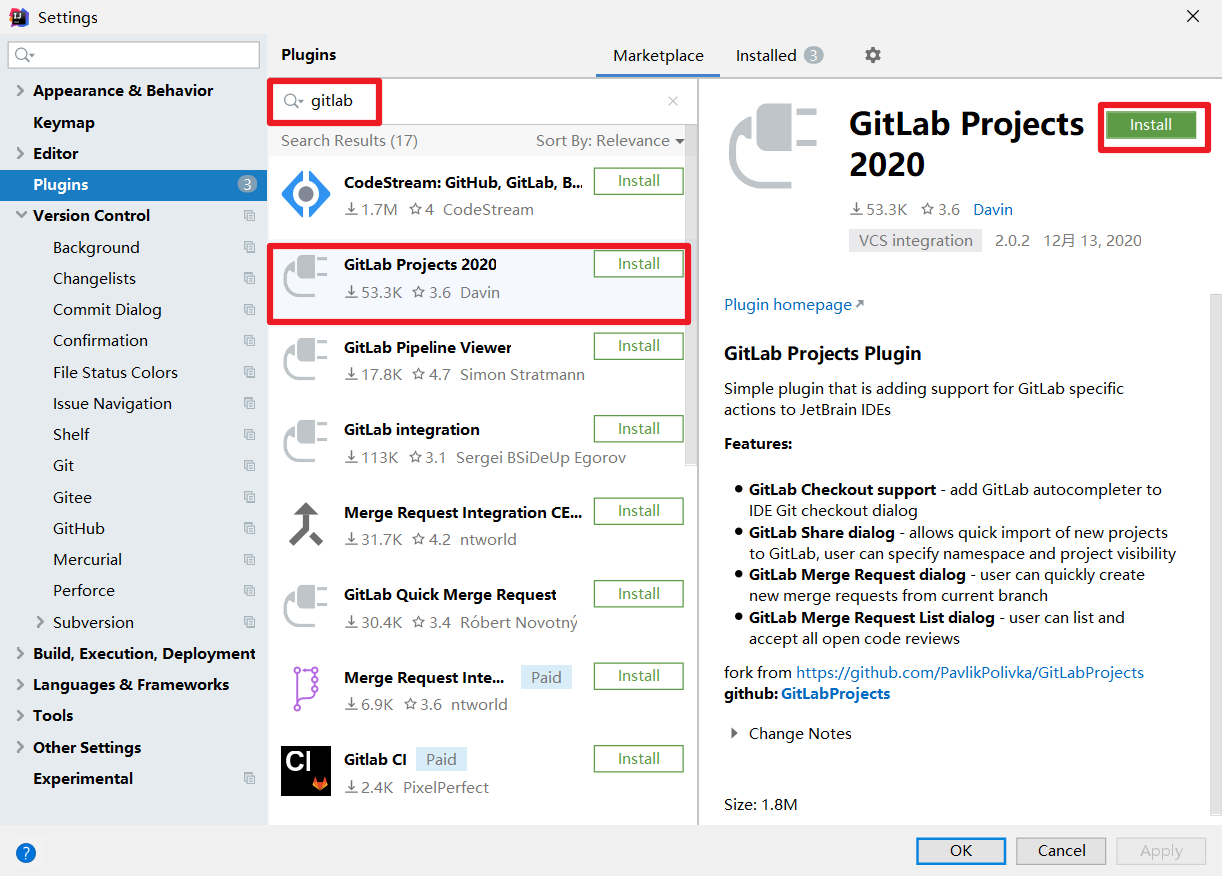 Settings
Appearance & Behavior
Keymap
Editor
Plugins
3
Version Control
Background
Changelists
Commit Dialog
Confirmation
File Status Colors
Issue Navigation
Shelf
Git
Gitee
GitHub
Mercurial
Perforce
Subversion
Build, Execution, Deployment
Languages & Frameworks
Tools
Other Settings
Experimental
Plugins
Marketplace
Installed 3
gitlab
Search Results (17)
Sort By: Relevance
CodeStream: GitHub, GitLab, B...
Install
1.7M 4 CodeStream
GitLab Projects 2020
Install
53.3K 3.6 Davin
GitLab Pipeline Viewer
Install
17.8K 4.7 Simon Stratmann
GitLab integration
Install
113K 3.1 Sergei BSiDeUp Egorov
Merge Request Integration CE...
Install
31.7K 4.2 ntworld
GitLab Quick Merge Request
Install
30.4K 3.4 Róbert Novotný
Merge Request Inte...
Paid
Install
6.9K 3.6 ntworld
CI
Gitlab CI
Paid
Install
2.4K PixelPerfect
GitLab Projects
2020
Install
53.3K 3.6 Davin
VCS integration 2.0.2 12月 13, 2020
Plugin homepage
GitLab Projects Plugin
Simple plugin that is adding support for GitLab specific
actions to JetBrain IDEs
Features:
GitLab Checkout support - add GitLab autocompleter to
IDE Git checkout dialog
GitLab Share dialog - allows quick import of new projects
to GitLab, user can specify namespace and project visibility
GitLab Merge Request dialog - user can quickly create
new merge requests from current branch
GitLab Merge Request List dialog - user can list and
accept all open code reviews
fork from https://github.com/PavlikPolivka/GitLabProjects
github: GitLabProjects
Change Notes
Size: 1.8M
?
OK
Cancel
Apply